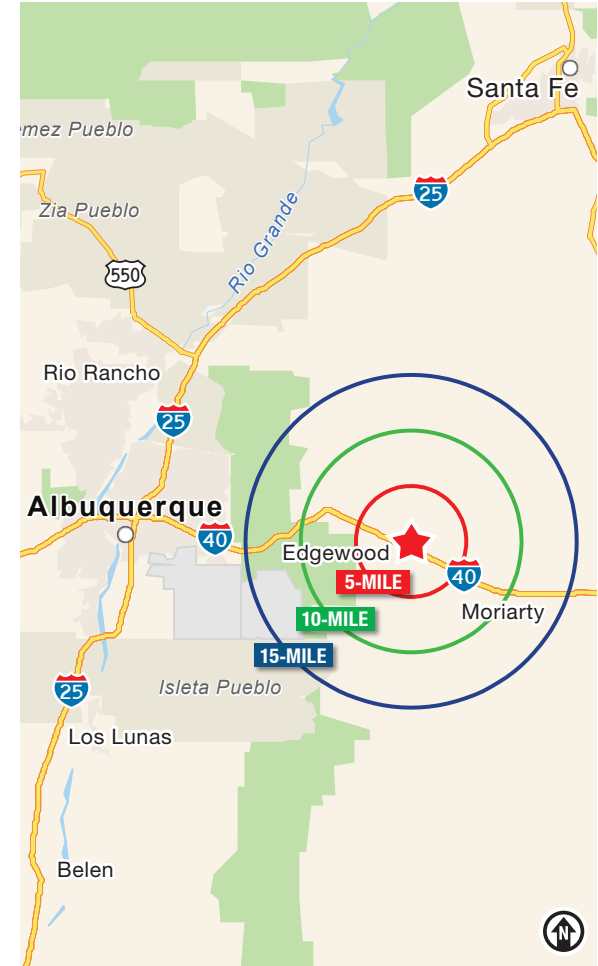 Santa Fe
emez Pueblo
25
Zia Pueblo
Rio Grande
550
Rio Rancho
25
Albuquerque
40
Edgewood
40
5-MILE
Moriarty
10-MILE
15-MILE
Isleta Pueblo
25
Los Lunas
Belen
N